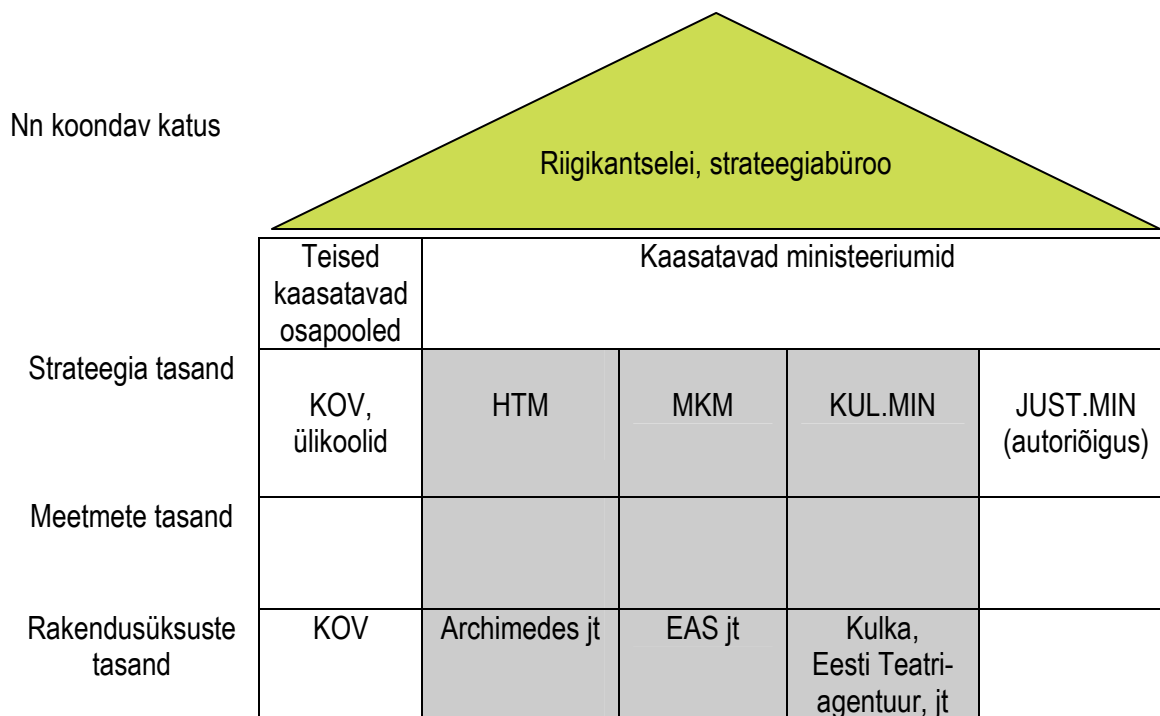 Nn koondav katus
Riigikantselei, strateegiabüroo
Teised
kaasatavad
osapooled
Kaasatavad ministeeriumid
Strateegia tasand
KOV,
ülikoolid
HTM
MKM
KUL.MIN
JUST.MIN
(autoriõigus)
Meetmete tasand
Rakendusüksuste
tasand
KOV
Archimedes jt
EAS jt
Kulka,
Eesti Teatri-
agentuur, jt